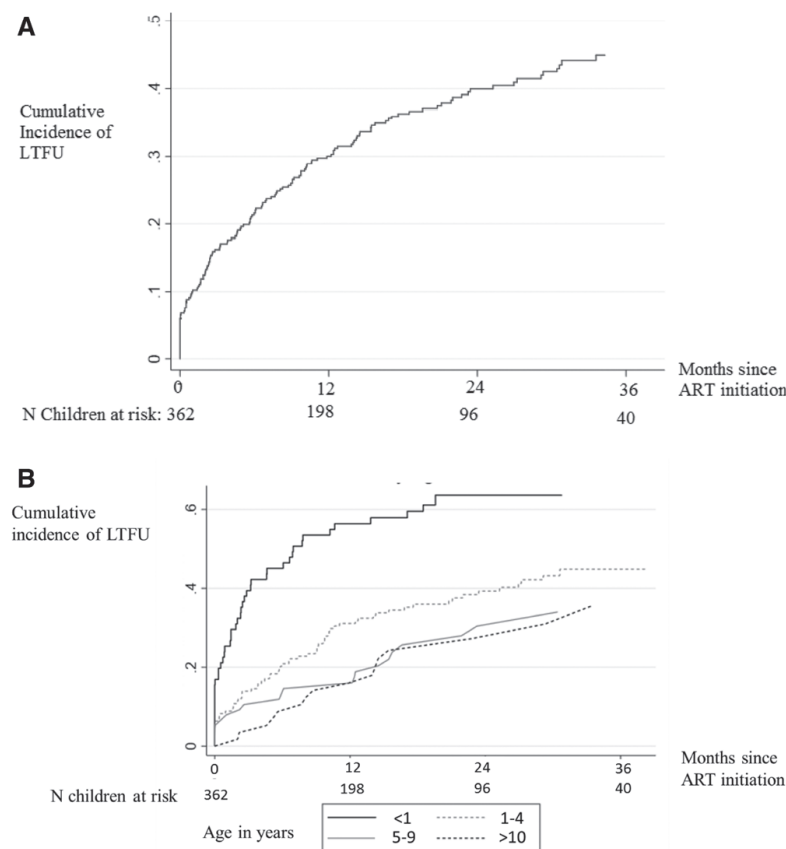 A
.5
Cumulative
Incidence of
LTFU
.4
.3
.2
.1
0
0 12 24 36
Months since
ART initiation
N Children at risk: 362 198 96 40
B
Cumulative
incidence of LTFU
.6
.4
.2
0
0 12 24 36
Months since
ART initiation
N children at risk 362 198 96 40
Age in years
<1 1-4
5-9 >10